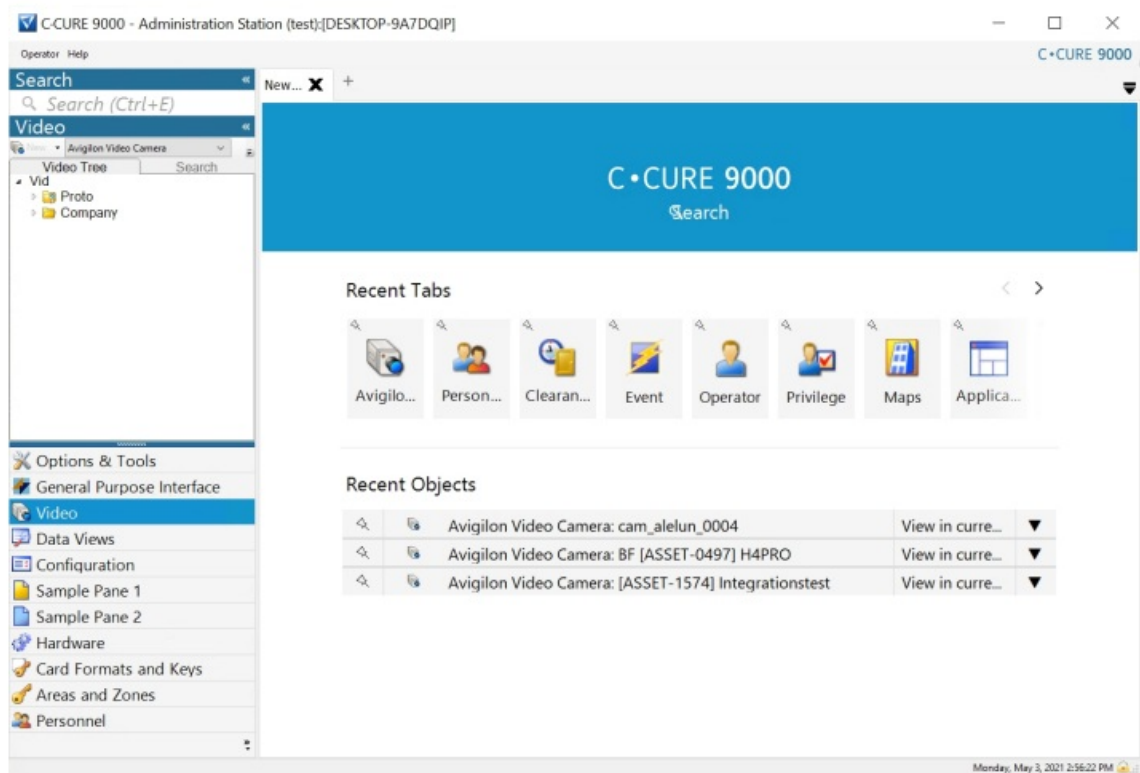 C·CURE 9000 - Administration Station (test):[DESKTOP-9A7DQIP]
Operator Help
C·CURE 9000
Search «
Search (Ctrl+E)
Video «
New Avigilon Video Camera
Video Tree Search
Vid
Proto
Company
Options & Tools
General Purpose Interface
Video
Data Views
Configuration
Sample Pane 1
Sample Pane 2
Hardware
Card Formats and Keys
Areas and Zones
Personnel
New... X +
C·CURE 9000
Search
Recent Tabs < >
Avigilo... Person... Clearan... Event Operator Privilege Maps Applica...
Recent Objects
Avigilon Video Camera: cam_alelun_0004 View in curre... ▼
Avigilon Video Camera: BF [ASSET-0497] H4PRO View in curre... ▼
Avigilon Video Camera: [ASSET-1574] Integrationstest View in curre... ▼
Monday, May 3, 2021 2:56:22 PM